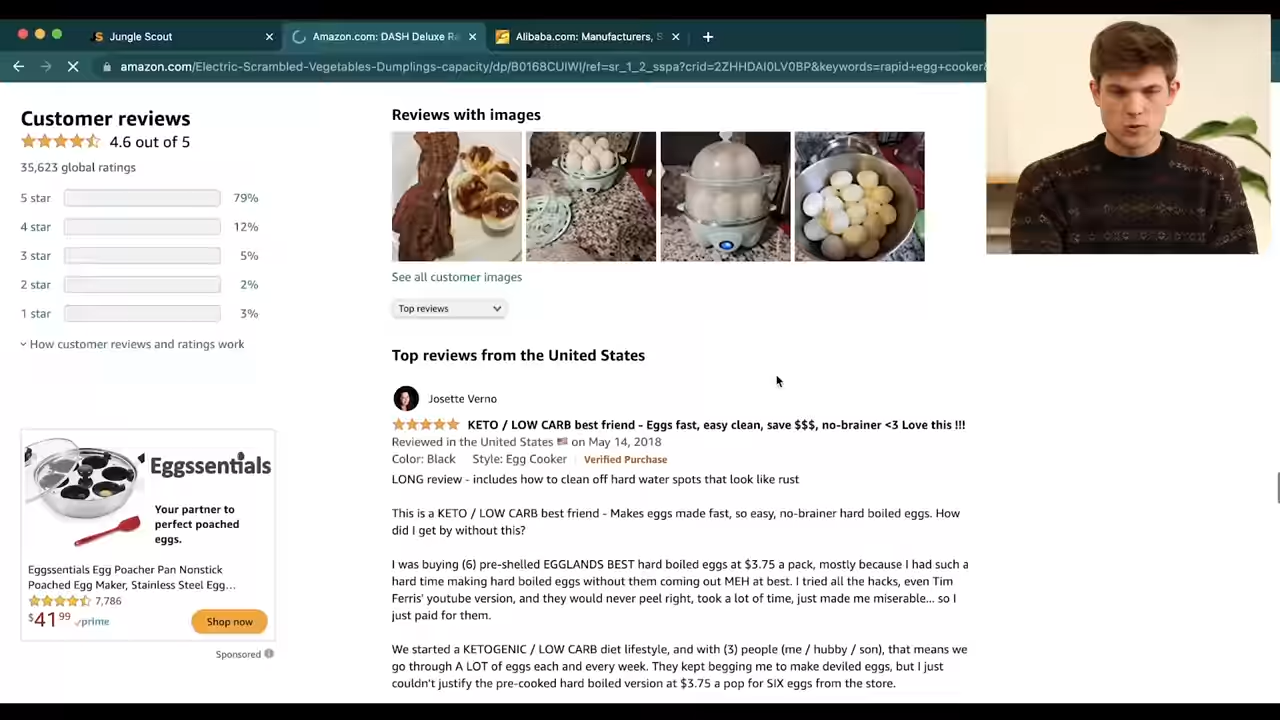 Jungle Scout
Amazon.com: DASH Deluxe Ra
Alibaba.com: Manufacturers, S
amazon.com/Electric-Scrambled-Vegetables-Dumplings-capacity/dp/B0168CUIWI/ref=sr_1_2_sspa?crid=2ZHHDAI0LV0BP&keywords=rapid+egg+cooker&
Customer reviews
4.6 out of 5
35,623 global ratings
5 star 79%
4 star 12%
3 star 5%
2 star 2%
1 star 3%
How customer reviews and ratings work
Eggssentials
Your partner to
perfect poached
eggs.
Eggssentials Egg Poacher Pan Nonstick
Poached Egg Maker, Stainless Steel Egg…
7,786
$41 99 prime
Shop now
Sponsored
Reviews with images
See all customer images
Top reviews
Top reviews from the United States
Josette Verno
KETO / LOW CARB best friend - Eggs fast, easy clean, save $$$, no-brainer <3 Love this !!!
Reviewed in the United States 🇺🇸 on May 14, 2018
Color: Black Style: Egg Cooker Verified Purchase
LONG review - includes how to clean off hard water spots that look like rust
This is a KETO / LOW CARB best friend - Makes eggs made fast, so easy, no-brainer hard boiled eggs. How
did I get by without this?
I was buying (6) pre-shelled EGGLANDS BEST hard boiled eggs at $3.75 a pack, mostly because I had such a
hard time making hard boiled eggs without them coming out MEH at best. I tried all the hacks, even Tim
Ferris' youtube version, and they would never peel right, took a lot of time, just made me miserable... so I
just paid for them.
We started a KETOGENIC / LOW CARB diet lifestyle, and with (3) people (me / hubby / son), that means we
go through A LOT of eggs each and every week. They kept begging me to make deviled eggs, but I just
couldn't justify the pre-cooked hard boiled version at $3.75 a pop for SIX eggs from the store.